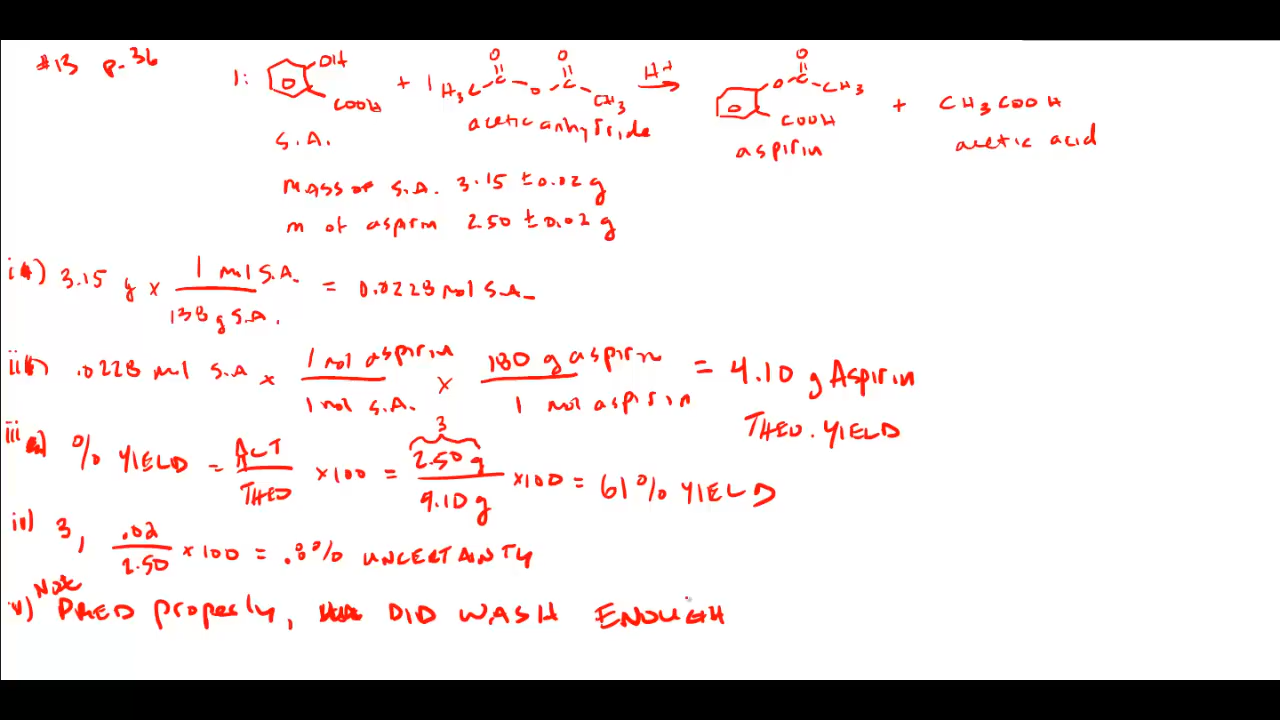 #13 p. 36
1: OH COOH + 1 H3C C O O C O CH3 H+ → O C O CH3 COOH + CH3COOH
S.A. acetic anhydride aspirin acetic acid
MASS OF S.A. 3.15 ±0.02 g
m of aspirin 2.50 ±0.02 g
i) 3.15 g × 1 mol S.A. / 138 g S.A. = 0.0228 mol S.A.
ii) .0228 mol S.A × 1 mol aspirin / 1 mol S.A. × 180 g aspirin / 1 mol aspirin = 4.10 g Aspirin
THEO. YIELD
iii) % YIELD = ACT / THEO ×100 = 3 2.50 g / 4.10 g ×100 = 61% YIELD
iv) 3, .02 / 2.50 ×100 = .8% UNCERTAINTY
v) Not DRIED properly, DID WASH ENOUGH